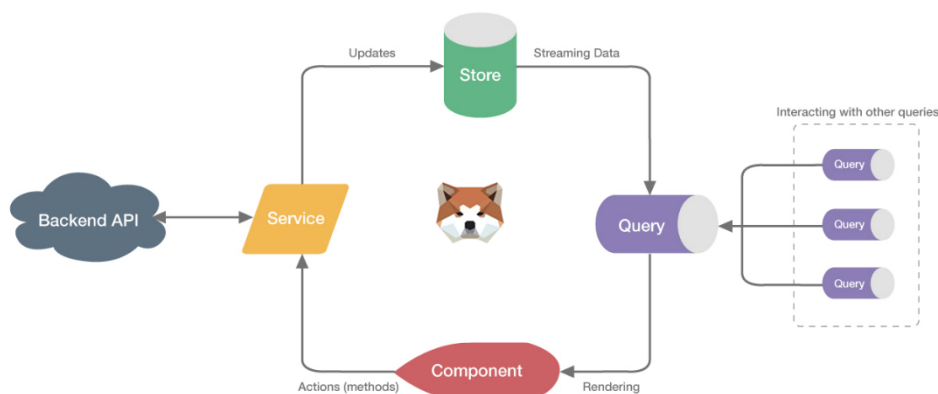 Updates
Store
Streaming Data
Interacting with other queries
Query
Backend API
Service
Query
Query
Query
Component
Actions (methods)
Rendering